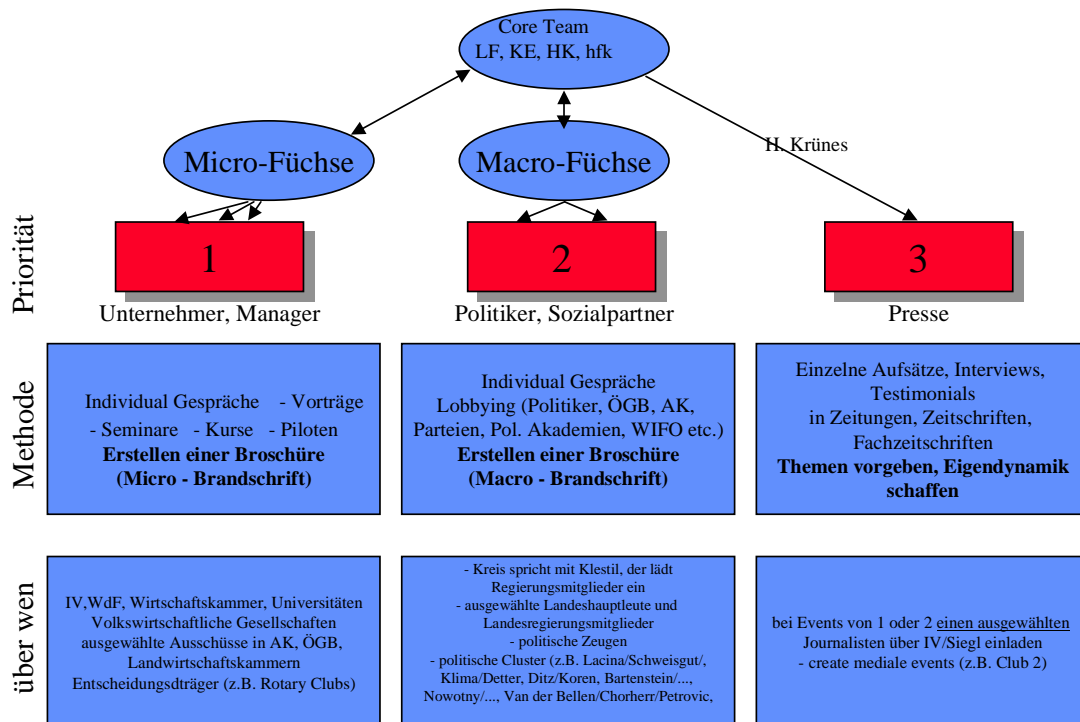 Core Team
LF, KE, HK, hfk
H. Krünes
Micro-Füchse
Macro-Füchse
Priorität
1
2
3
Unternehmer, Manager
Politiker, Sozialpartner
Presse
Methode
Individual Gespräche - Vorträge
- Seminare - Kurse - Piloten
Erstellen einer Broschüre
(Micro - Brandschrift)
Individual Gespräche
Lobbying (Politiker, ÖGB, AK,
Parteien, Pol. Akademien, WIFO etc.)
Erstellen einer Broschüre
(Macro - Brandschrift)
Einzelne Aufsätze, Interviews,
Testimonials
in Zeitungen, Zeitschriften,
Fachzeitschriften
Themen vorgeben, Eigendynamik
schaffen
über wen
IV,WdF, Wirtschaftskammer, Universitäten
Volkswirtschaftliche Gesellschaften
ausgewählte Ausschüsse in AK, ÖGB,
Landwirtschaftskammern
Entscheidungsdträger (z.B. Rotary Clubs)
- Kreis spricht mit Klestil, der lädt
Regierungsmitglieder ein
- ausgewählte Landeshauptleute und
Landesregierungsmitglieder
- politische Zeugen
- politische Cluster (z.B. Lacina/Schweisgut/,
Klima/Detter, Ditz/Koren, Bartenstein/...,
Nowotny/..., Van der Bellen/Chorherr/Petrovic,
bei Events von 1 oder 2 einen ausgewählten
Journalisten über IV/Siegl einladen
- create mediale events (z.B. Club 2)